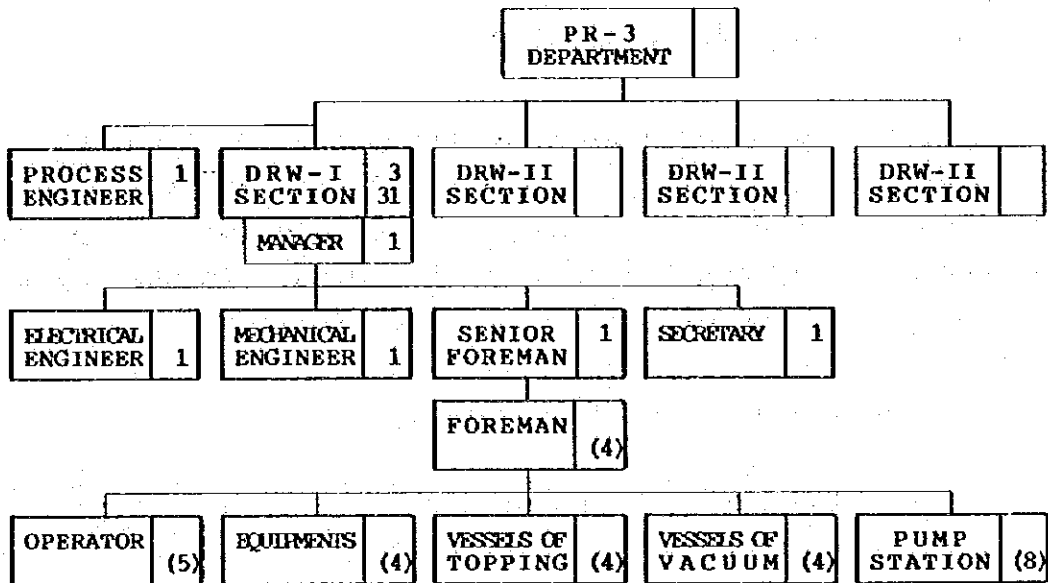 PR-3
DEPARTMENT
PROCESS 1
ENGINEER
DRW-I 3
SECTION 31
DRW-II
SECTION
DRW-II
SECTION
DRW-II
SECTION
MANAGER 1
ELECTRICAL
ENGINEER 1
MECHANICAL
ENGINEER 1
SENIOR 1
FOREMAN
SECRETARY 1
FOREMAN
(4)
OPERATOR
(5)
EQUIPMENTS
(4)
VESSELS OF
TOPPING (4)
VESSELS OF
VACUUM (4)
PUMP
STATION (8)